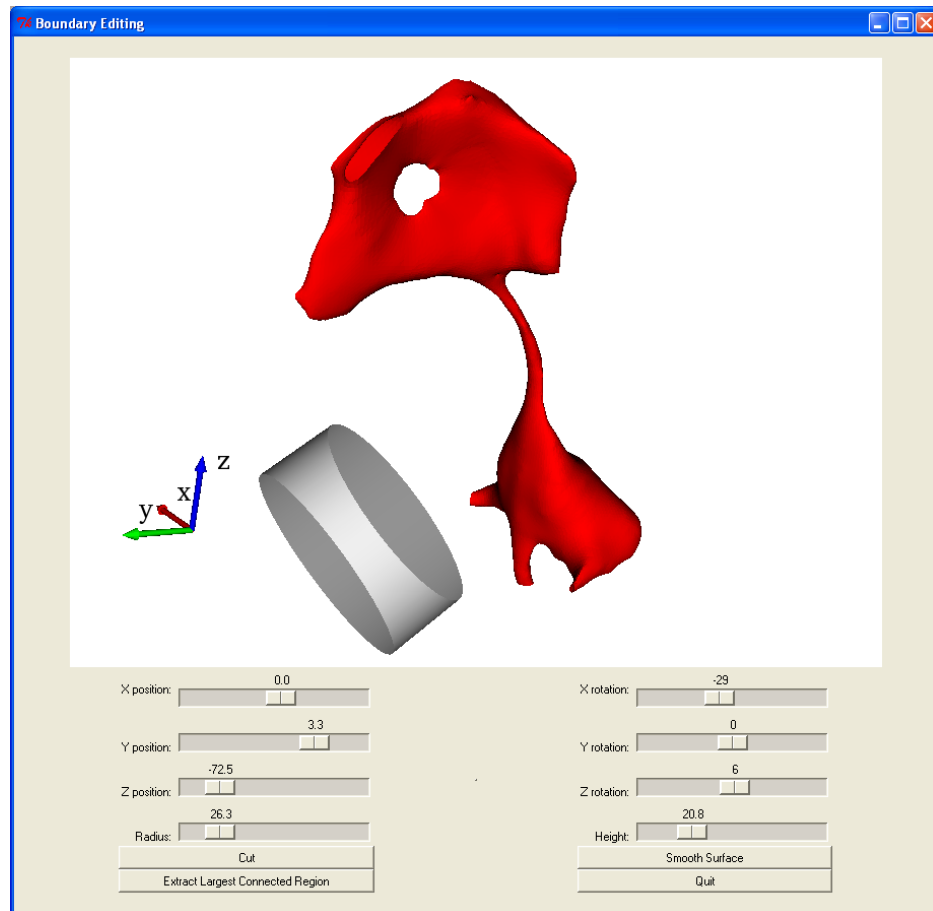 Boundary Editing
z
x
y
0.0
X position:
-29
X rotation:
3.3
Y position:
0
Y rotation:
-72.5
Z position:
6
Z rotation:
26.3
Radius:
20.8
Height:
Cut
Smooth Surface
Extract Largest Connected Region
Quit